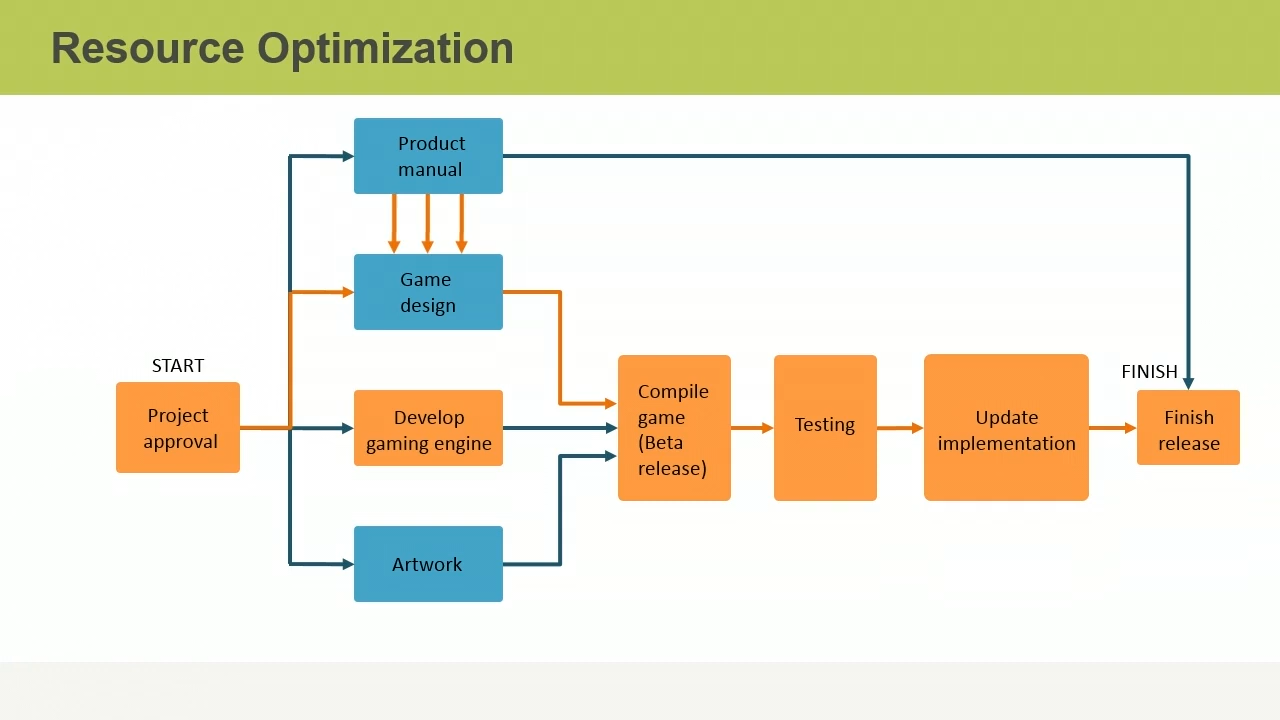 Resource Optimization
Product
manual
Game
design
START
Project
approval
Develop
gaming engine
Artwork
Compile
game
(Beta
release)
Testing
Update
implementation
FINISH
Finish
release